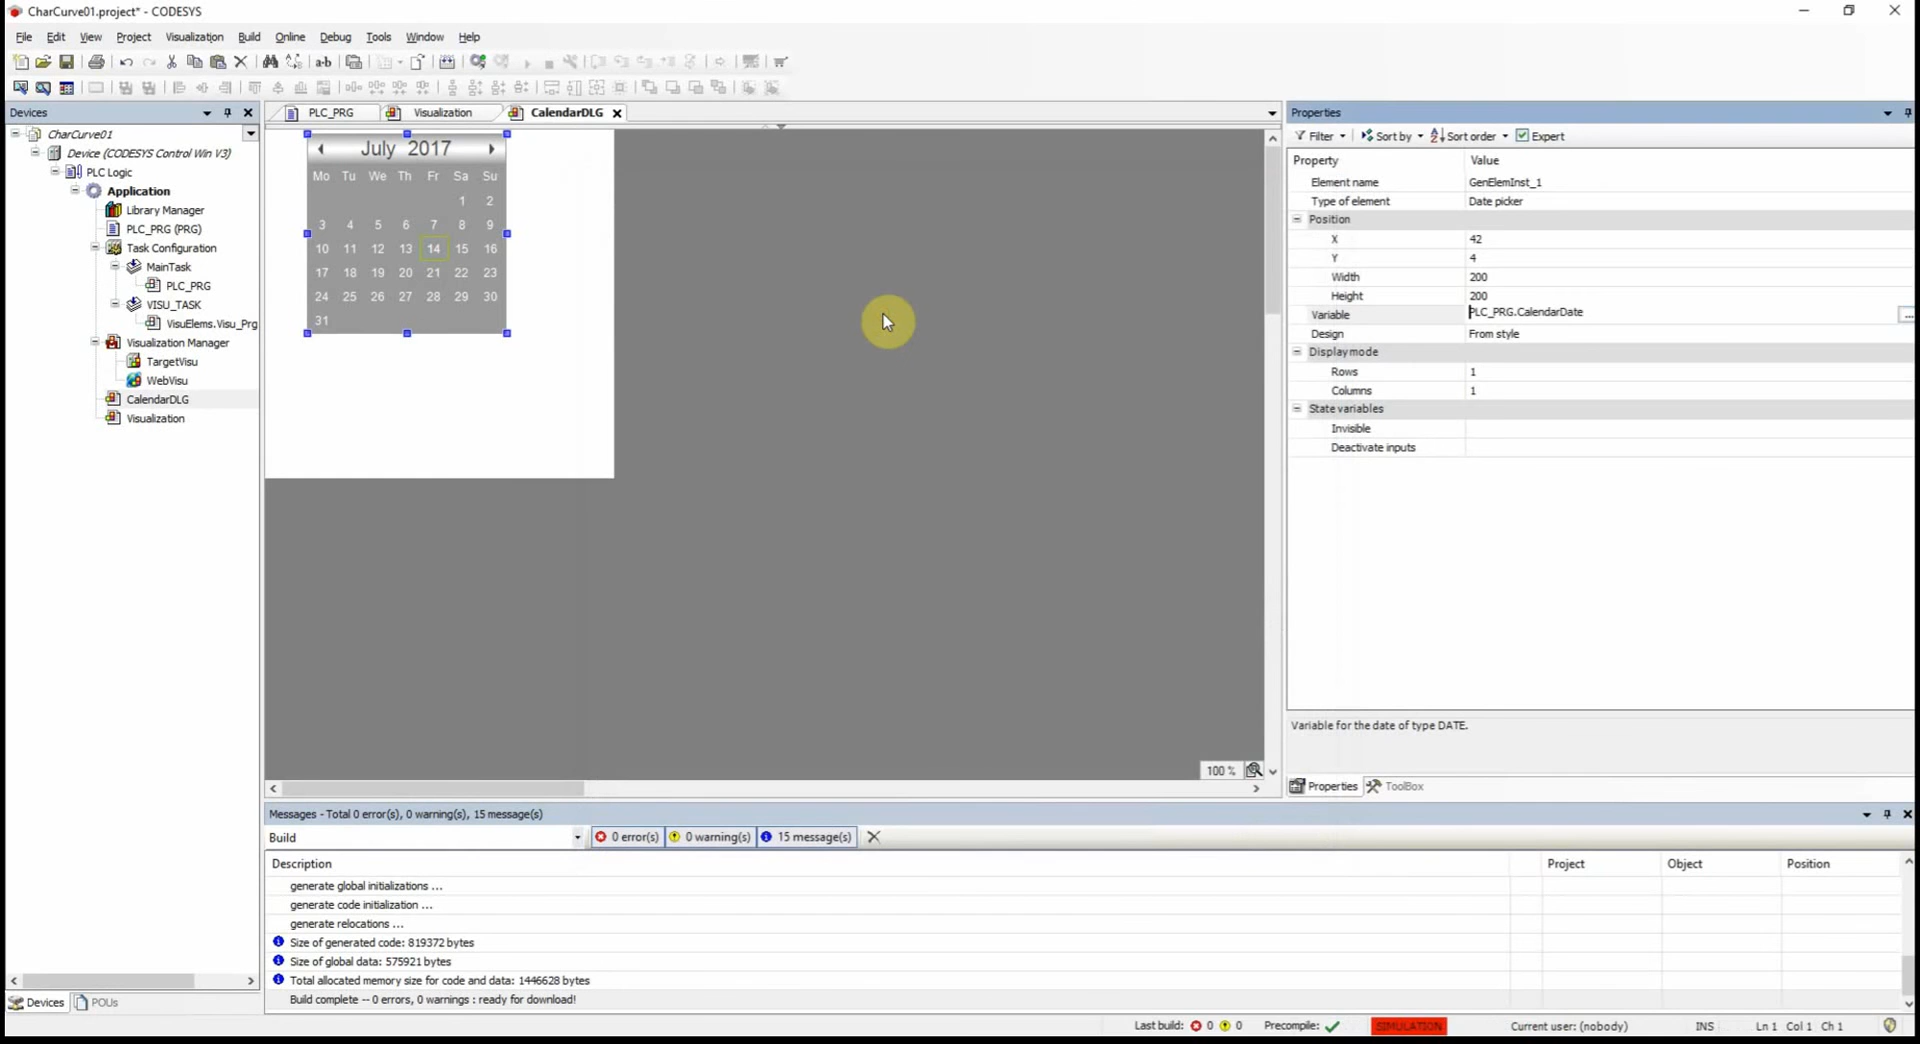 CharCurve01.project* - CODESYS
File Edit View Project Visualization Build Online Debug Tools Window Help
Devices
CharCurve01
Device (CODESYS Control Win V3)
PLC Logic
Application
Library Manager
PLC_PRG (PRG)
Task Configuration
MainTask
PLC_PRG
VISU_TASK
VisuElems.Visu_Prg
Visualization Manager
TargetVisu
WebVisu
CalendarDLG
Visualization
Devices POUs
PLC_PRG Visualization CalendarDLG
July 2017
Mo Tu We Th Fr Sa Su
1 2
3 4 5 6 7 8 9
10 11 12 13 14 15 16
17 18 19 20 21 22 23
24 25 26 27 28 29 30
31
100 %
Properties
Filter Sort by Sort order Expert
Property Value
Element name GenElemInst_1
Type of element Date picker
Position
X 42
Y 4
Width 200
Height 200
Variable PLC_PRG.CalendarDate
...
Design From style
Display mode
Rows 1
Columns 1
State variables
Invisible
Deactivate inputs
Variable for the date of type DATE.
Properties ToolBox
Messages - Total 0 error(s), 0 warning(s), 15 message(s)
Build 0 error(s) 0 warning(s) 15 message(s)
Description Project Object Position
generate global initializations ...
generate code initialization ...
generate relocations ...
Size of generated code: 819372 bytes
Size of global data: 575921 bytes
Total allocated memory size for code and data: 1446628 bytes
Build complete -- 0 errors, 0 warnings : ready for download!
Last build: 0 0 Precompile: SIMULATION Current user: (nobody) INS Ln 1 Col 1 Ch 1